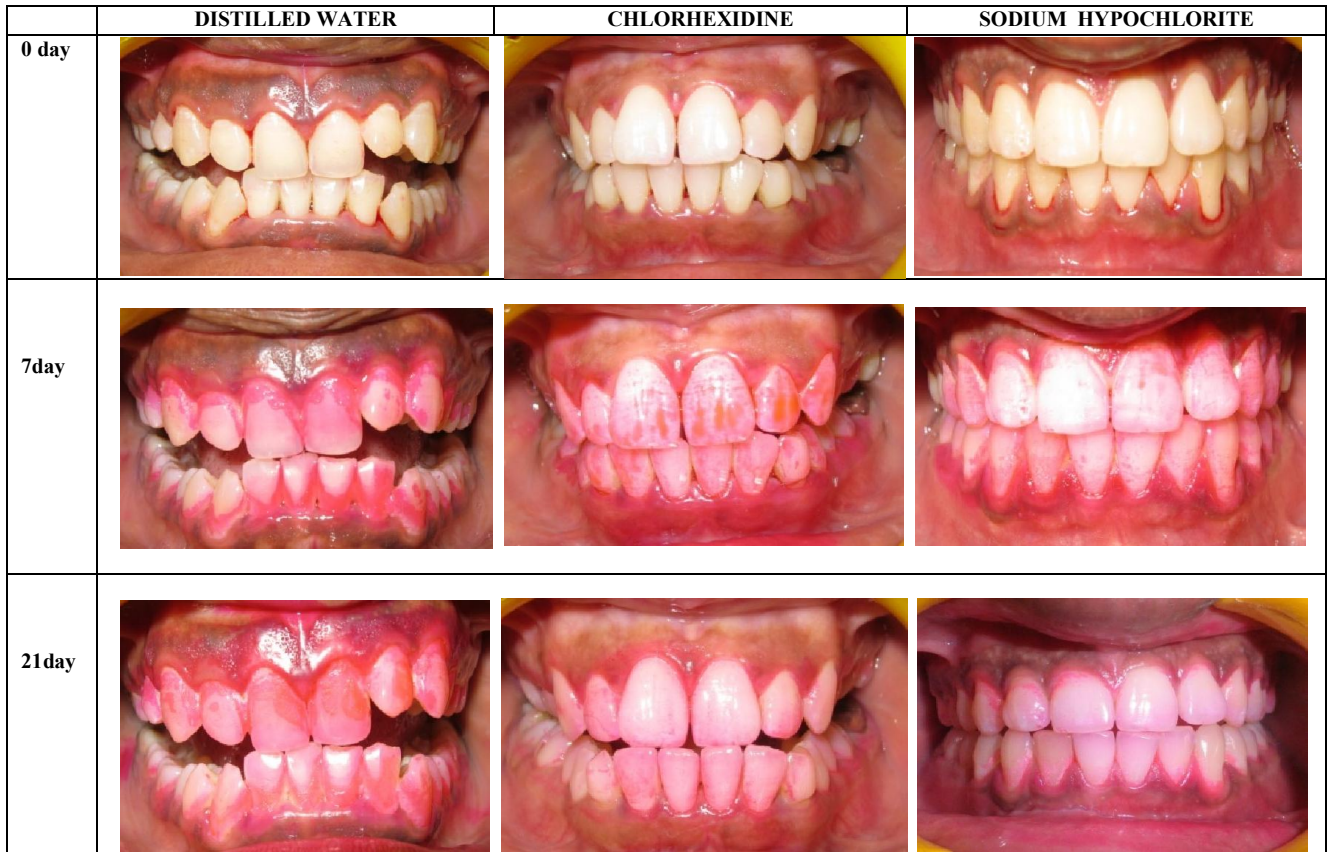 DISTILLED WATER
CHLORHEXIDINE
SODIUM HYPOCHLORITE
0 day
7day
21day